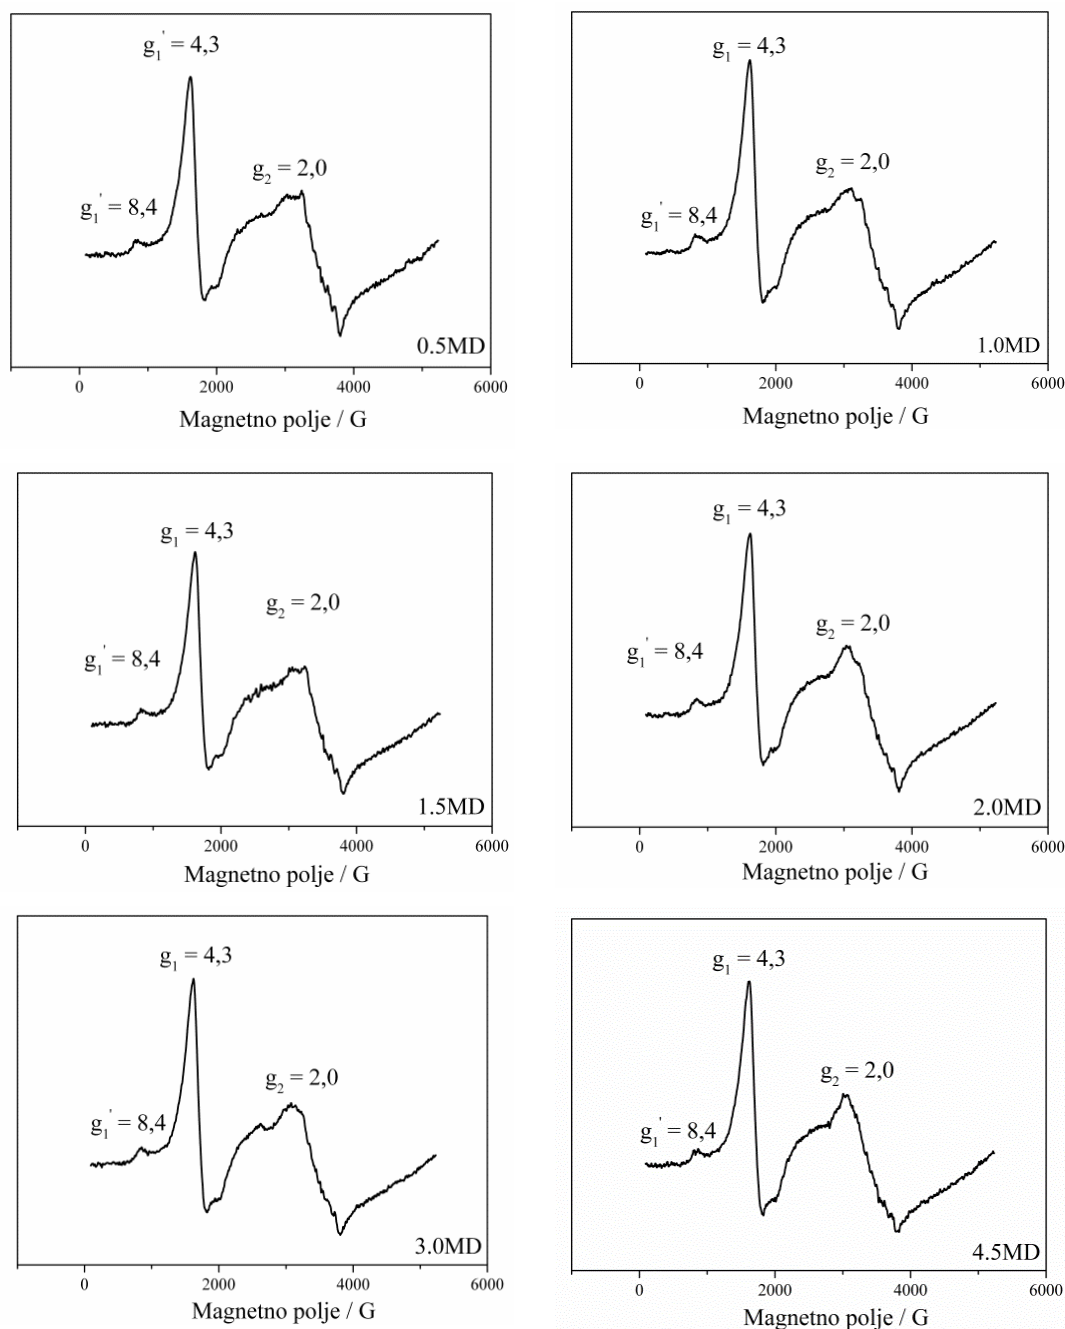 g₁' = 4,3
g₂ = 2,0
g₁' = 8,4
0.5MD
0 2000 4000 6000
Magnetno polje / G
g₁ = 4,3
g₂ = 2,0
g₁' = 8,4
1.0MD
0 2000 4000 6000
Magnetno polje / G
g₁ = 4,3
g₂ = 2,0
g₁' = 8,4
1.5MD
0 2000 4000 6000
Magnetno polje / G
g₁ = 4,3
g₂ = 2,0
g₁' = 8,4
2.0MD
0 2000 4000 6000
Magnetno polje / G
g₁ = 4,3
g₂ = 2,0
g₁' = 8,4
3.0MD
0 2000 4000 6000
Magnetno polje / G
g₁ = 4,3
g₂ = 2,0
g₁' = 8,4
4.5MD
0 2000 4000 6000
Magnetno polje / G